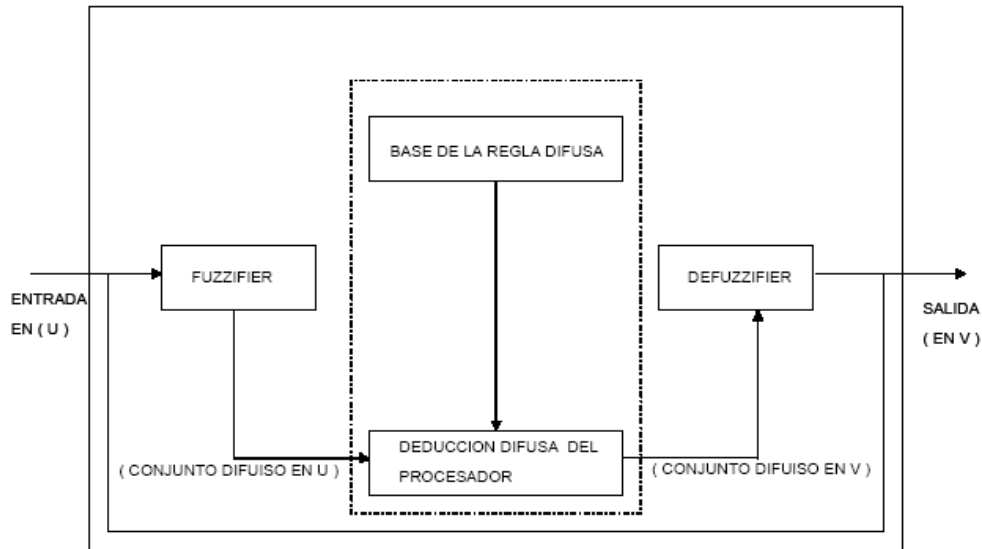 BASE DE LA REGLA DIFUSA
FUZZIFIER
DEFUZZIFIER
ENTRADA
EN ( U )
SALIDA
( EN V )
DEDUCCION DIFUSA DEL
PROCESADOR
( CONJUNTO DIFUISO EN U )
( CONJUNTO DIFUISO EN V )